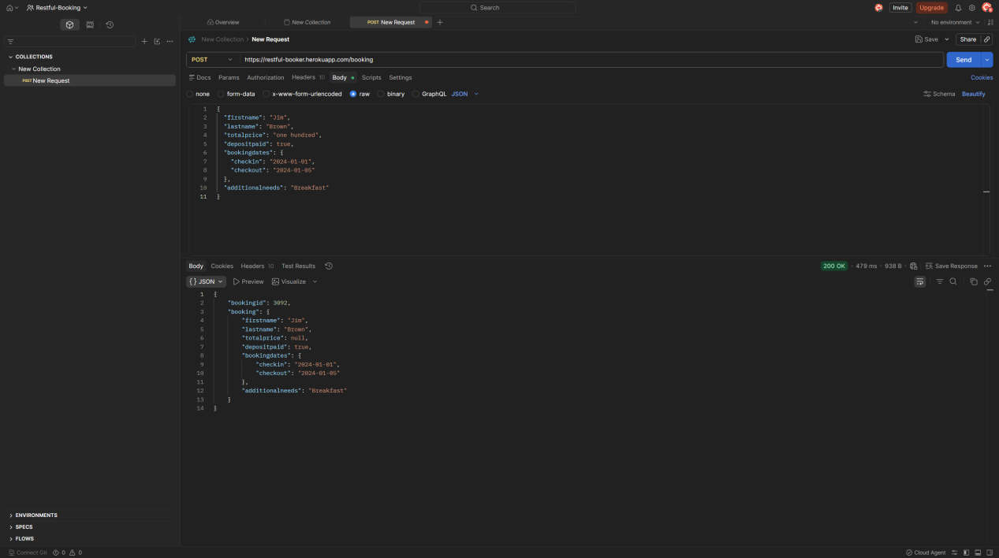 Restful-Booking
Search
Invite
Upgrade
Overview
New Collection
POST New Request
No environment
New Collection > New Request
Save
Share
COLLECTIONS
New Collection
POST New Request
POST
https://restful-booker.herokuapp.com/booking
Send
Docs Params Authorization Headers 10 Body Scripts Settings
Cookies
none form-data x-www-form-urlencoded raw binary GraphQL JSON
Schema Beautify
1 {
2 "firstname": "Jim",
3 "lastname": "Brown",
4 "totalprice": "one hundred",
5 "depositpaid": true,
6 "bookingdates": {
7 "checkin": "2024-01-01",
8 "checkout": "2024-01-05"
9 },
10 "additionalneeds": "Breakfast"
11 }
Body Cookies Headers 10 Test Results
200 OK • 479 ms • 938 B
Save Response
{} JSON Preview Visualize
1 {
2 "bookingid": 3092,
3 "booking": {
4 "firstname": "Jim",
5 "lastname": "Brown",
6 "totalprice": null,
7 "depositpaid": true,
8 "bookingdates": {
9 "checkin": "2024-01-01",
10 "checkout": "2024-01-05"
11 },
12 "additionalneeds": "Breakfast"
13 }
14 }
ENVIRONMENTS
SPECS
FLOWS
Connect Git 0 0
Cloud Agent